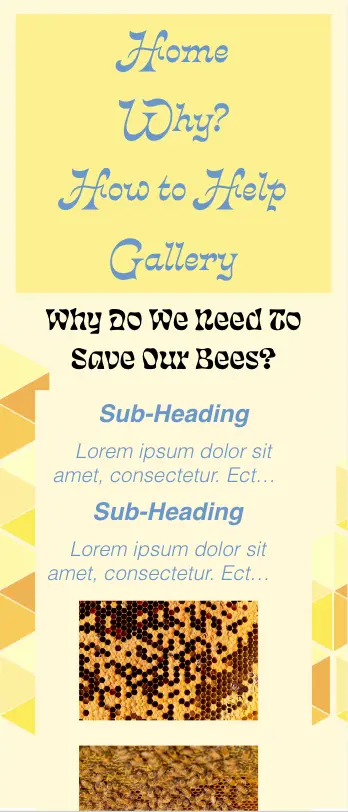 Home
Why?
How to Help
Gallery
Why Do We Need To
Save Our Bees?
Sub-Heading
Lorem ipsum dolor sit
amet, consectetur. Ect…
Sub-Heading
Lorem ipsum dolor sit
amet, consectetur. Ect…